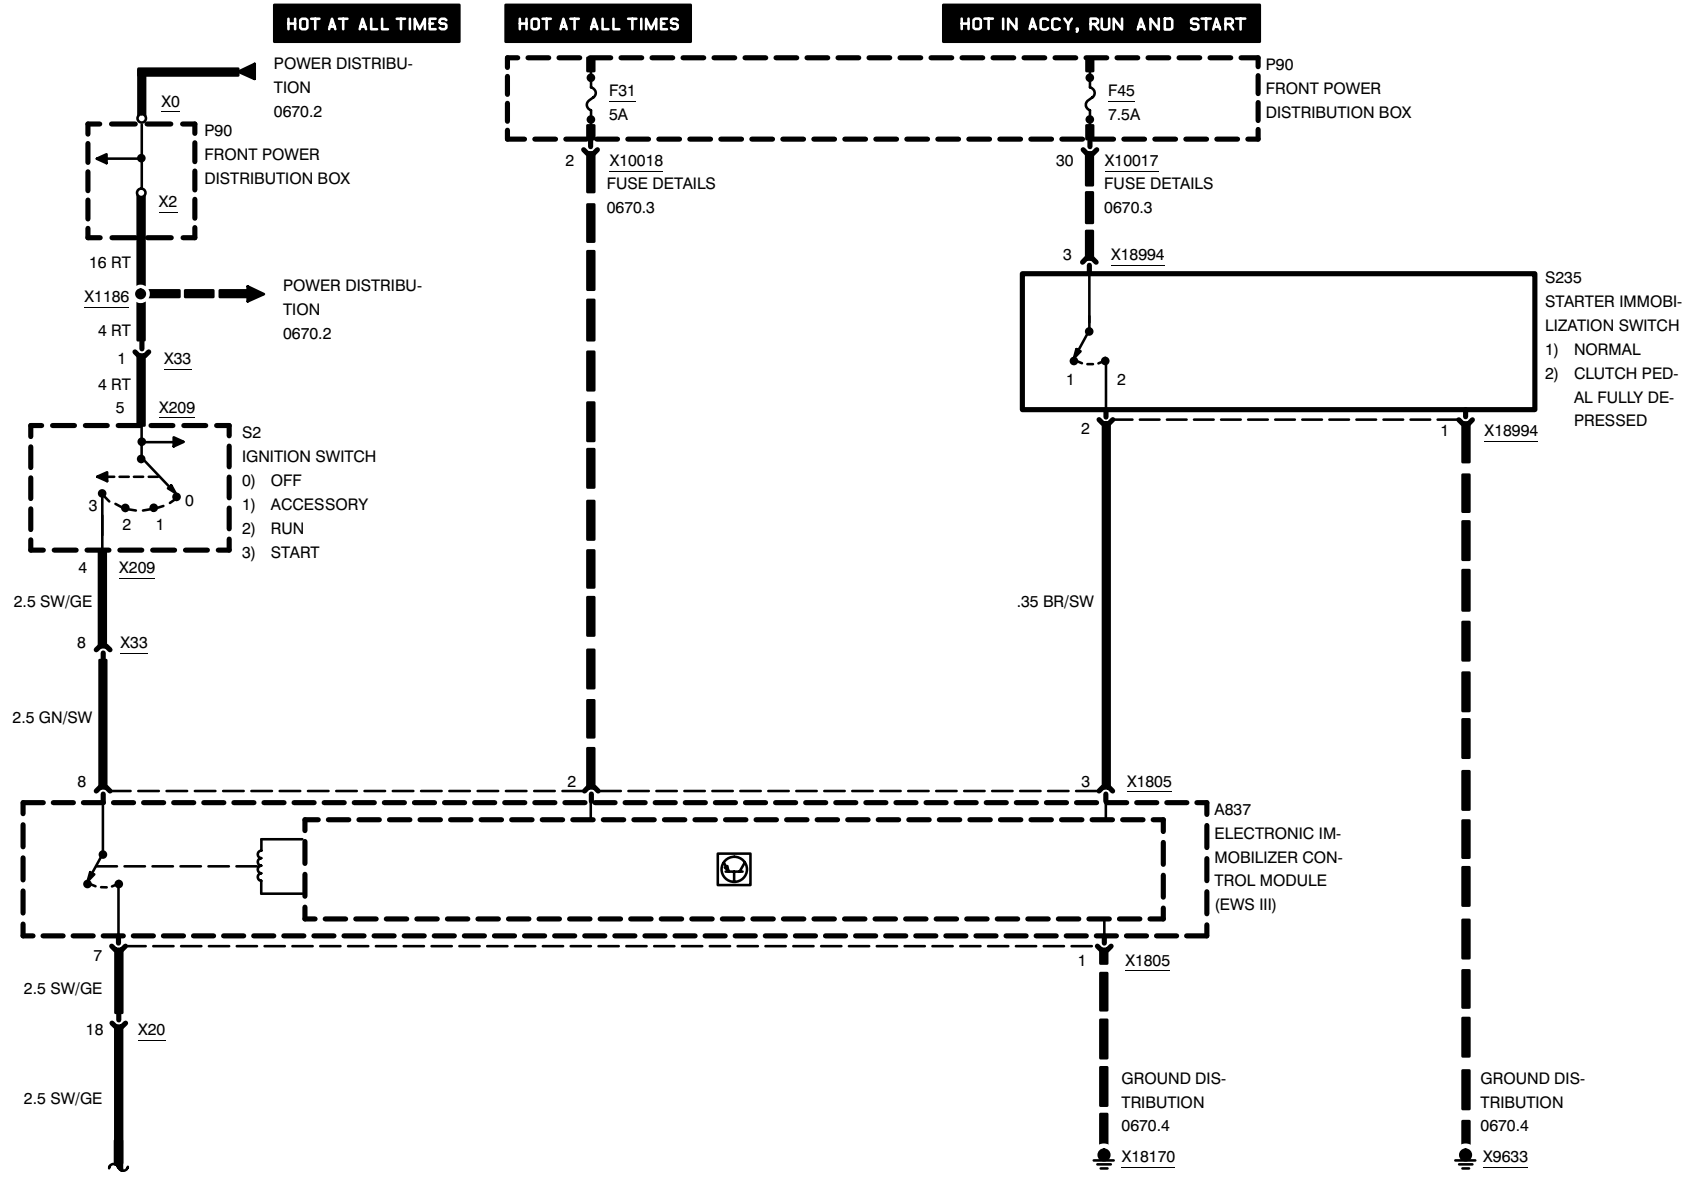 HOT AT ALL TIMES
HOT AT ALL TIMES
HOT IN ACCY, RUN AND START
POWER DISTRIBU-
TION
0670.2
X0
P90
FRONT POWER
DISTRIBUTION BOX
X2
16 RT
X1186
POWER DISTRIBU-
TION
0670.2
4 RT
1
X33
4 RT
5
X209
S2
IGNITION SWITCH
0) OFF
1) ACCESSORY
2) RUN
3) START
3
2
1
0
4
X209
2.5 SW/GE
8
X33
2.5 GN/SW
8
F31
5A
F45
7.5A
P90
FRONT POWER
DISTRIBUTION BOX
2
X10018
FUSE DETAILS
0670.3
30
X10017
FUSE DETAILS
0670.3
3
X18994
S235
STARTER IMMOBI-
LIZATION SWITCH
1) NORMAL
2) CLUTCH PED-
AL FULLY DE-
PRESSED
1
2
2
1
X18994
.35 BR/SW
2
3
X1805
A837
ELECTRONIC IM-
MOBILIZER CON-
TROL MODULE
(EWS III)
7
1
X1805
2.5 SW/GE
18
X20
2.5 SW/GE
GROUND DIS-
TRIBUTION
0670.4
X18170
GROUND DIS-
TRIBUTION
0670.4
X9633